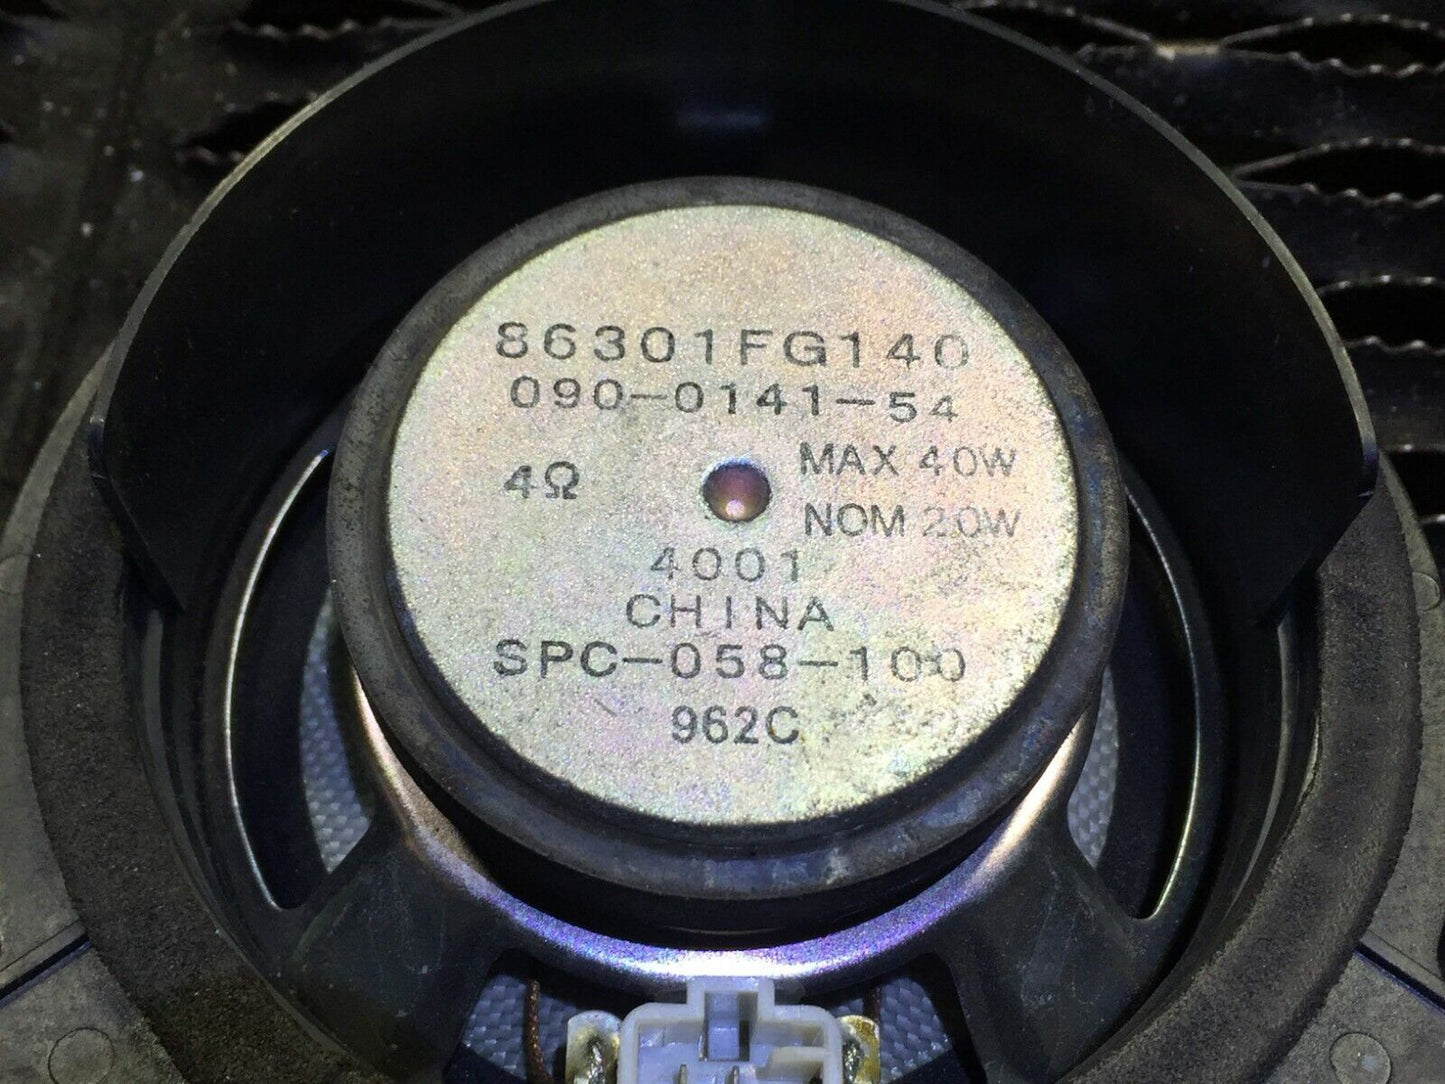 86301FG140
090-0141-54
4Ω MAX 40W
NOM 20W
4001
CHINA
SPC-058-100
962C